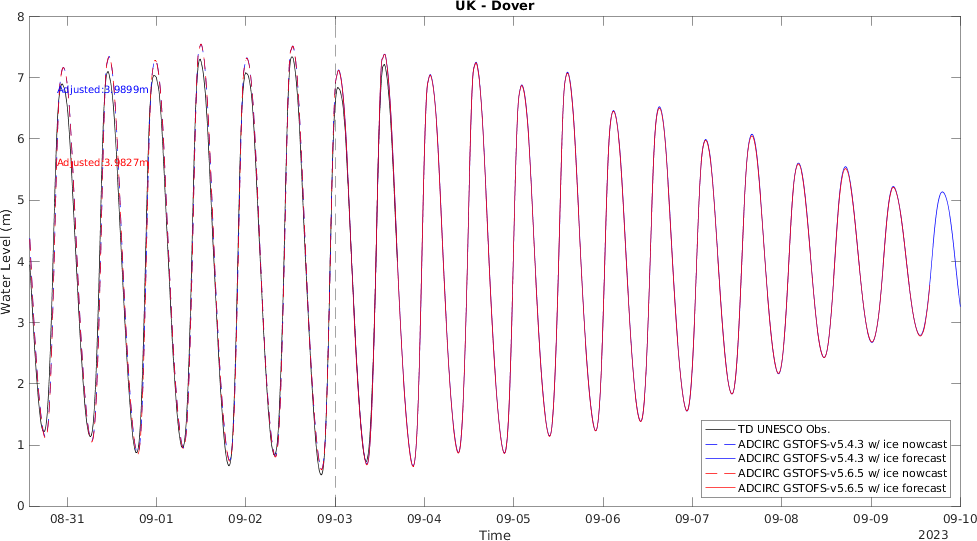 UK - Dover
8
7
6
5
4
3
2
1
0
Water Level (m)
Adjusted:3.9899m
Adjusted:3.9827m
TD UNESCO Obs.
ADCIRC GSTOFS-v5.4.3 w/ ice nowcast
ADCIRC GSTOFS-v5.4.3 w/ ice forecast
ADCIRC GSTOFS-v5.6.5 w/ ice nowcast
ADCIRC GSTOFS-v5.6.5 w/ ice forecast
08-31 09-01 09-02 09-03 09-04 09-05 09-06 09-07 09-08 09-09 09-10
Time
2023